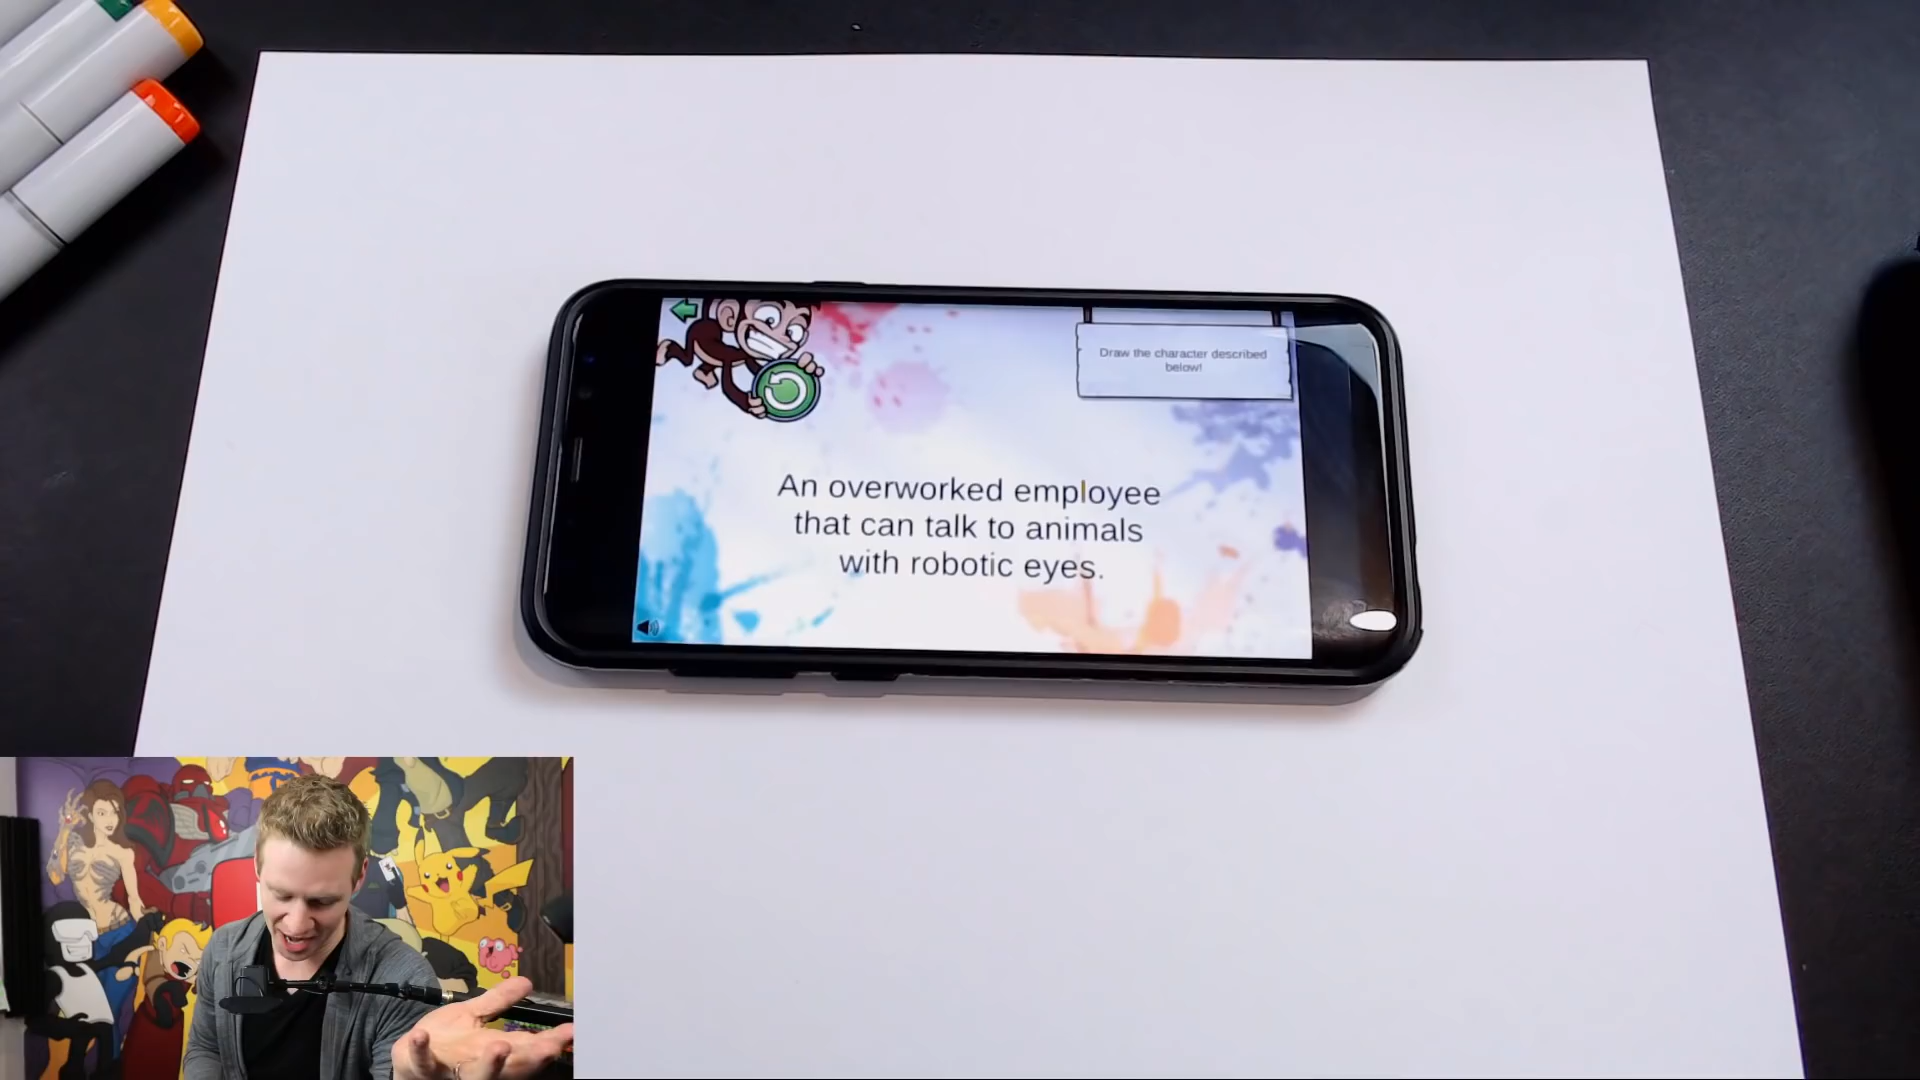 Draw the character described
below!
An overworked employee
that can talk to animals
with robotic eyes.